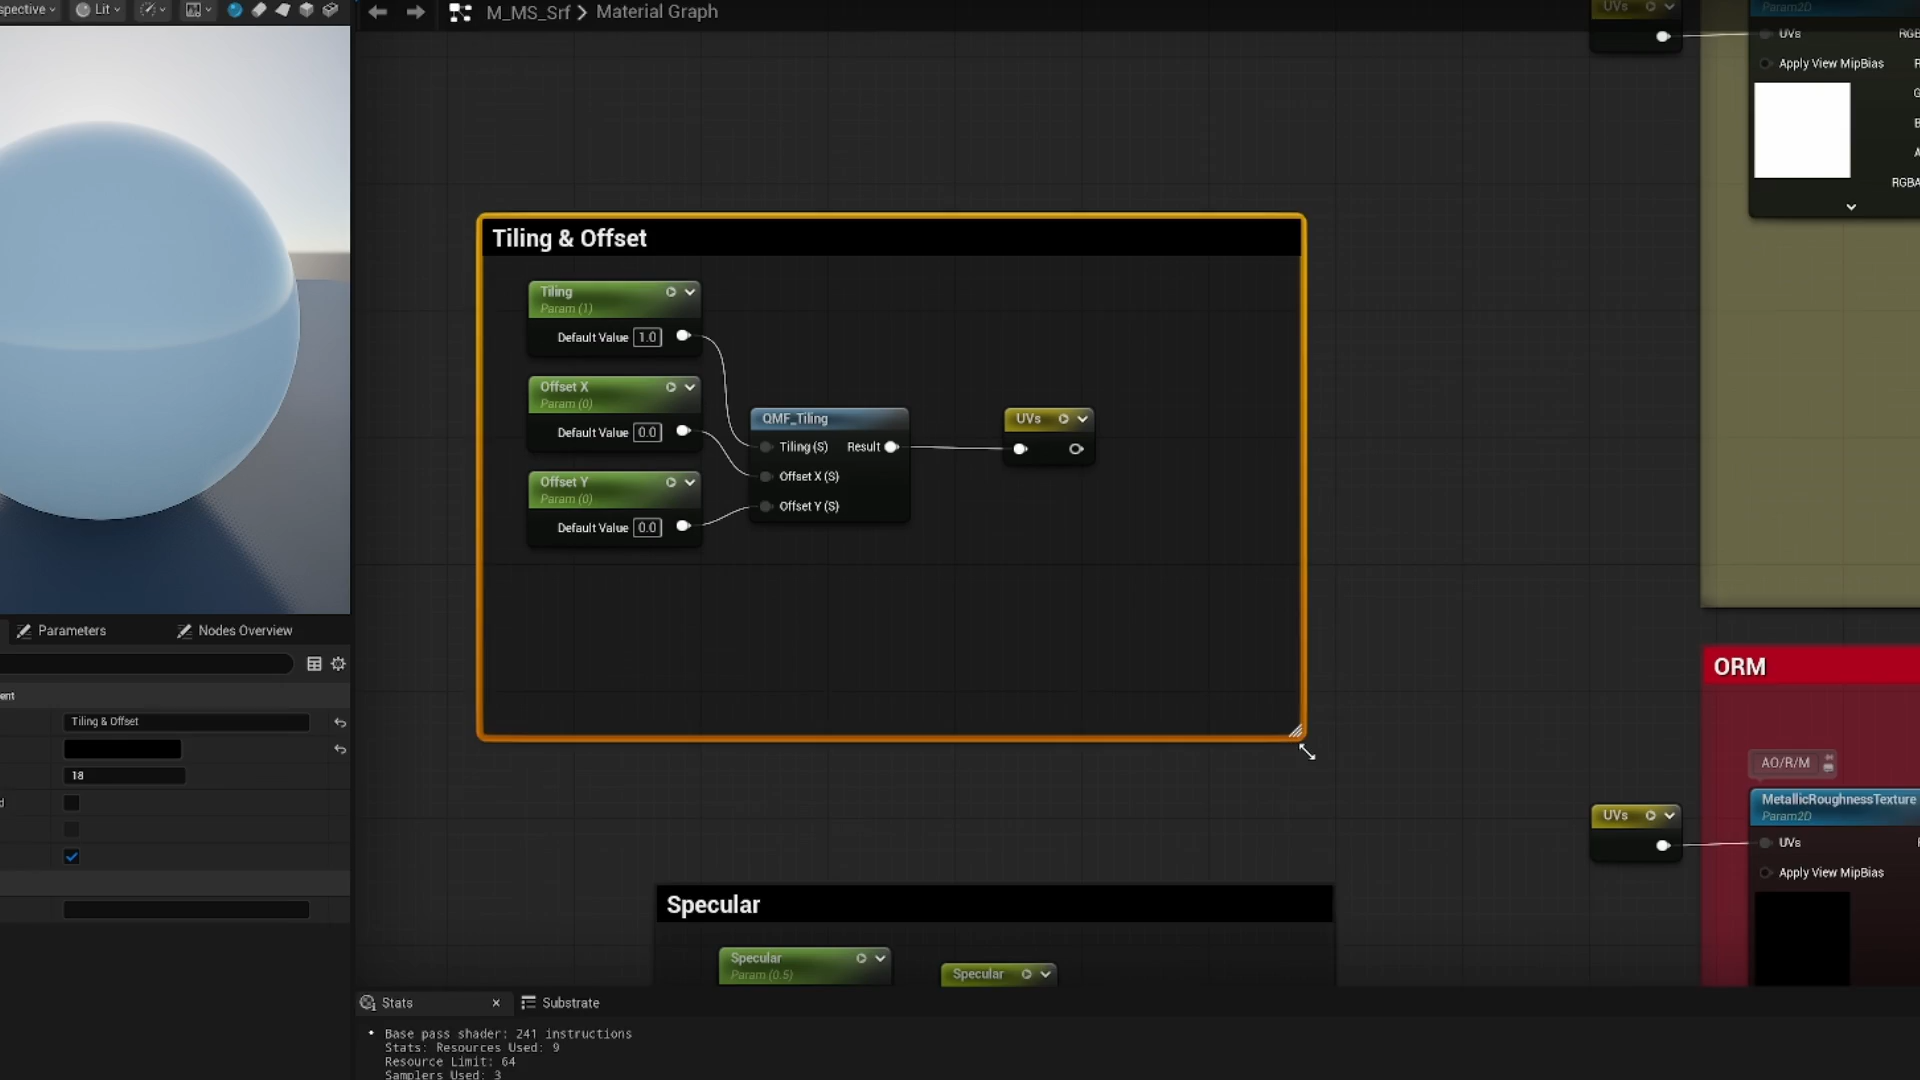 Lit
M_MS_Srf > Material Graph
UVs
Param2D
UVs
Apply View MipBias
Tiling & Offset
Tiling
Param (1)
Default Value 1.0
Offset X
Param (0)
Default Value 0.0
Offset Y
Param (0)
Default Value 0.0
QMF_Tiling
Tiling (S) Result
Offset X (S)
Offset Y (S)
UVs
ORM
AO/R/M
MetallicRoughnessTexture
Param2D
UVs
UVs
Apply View MipBias
Specular
Specular
Param (0.5)
Specular
Parameters
Nodes Overview
Tiling & Offset
18
Stats
Substrate
Base pass shader: 241 instructions
Stats: Resources Used: 9
Resource Limit: 64
Samplers Used: 3